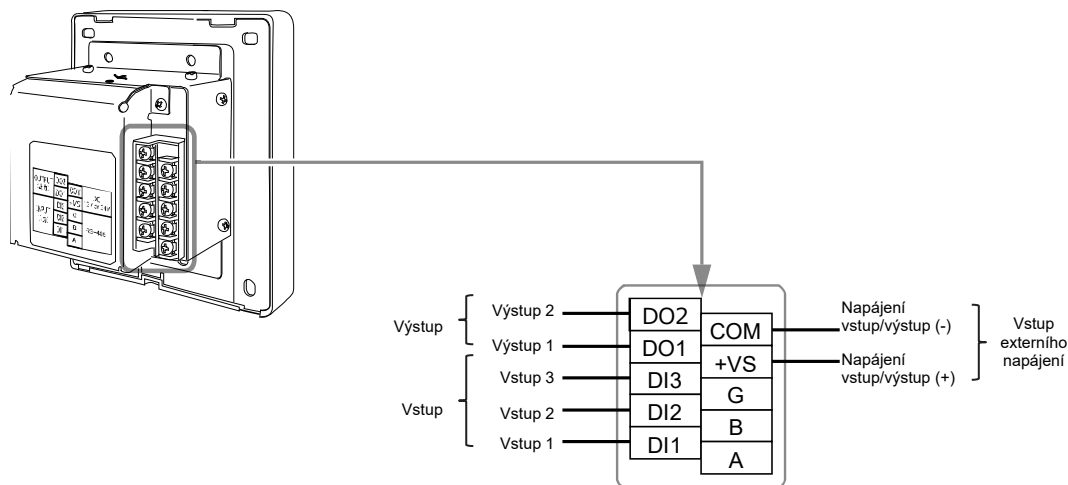 Výstup
Výstup 2
Výstup 1
Vstup
Vstup 3
Vstup 2
Vstup 1
DO2
DO1
DI3
DI2
DI1
COM
+VS
G
B
A
Napájení
vstup/výstup (-)
Napájení
vstup/výstup (+)
Vstup
externího
napájení